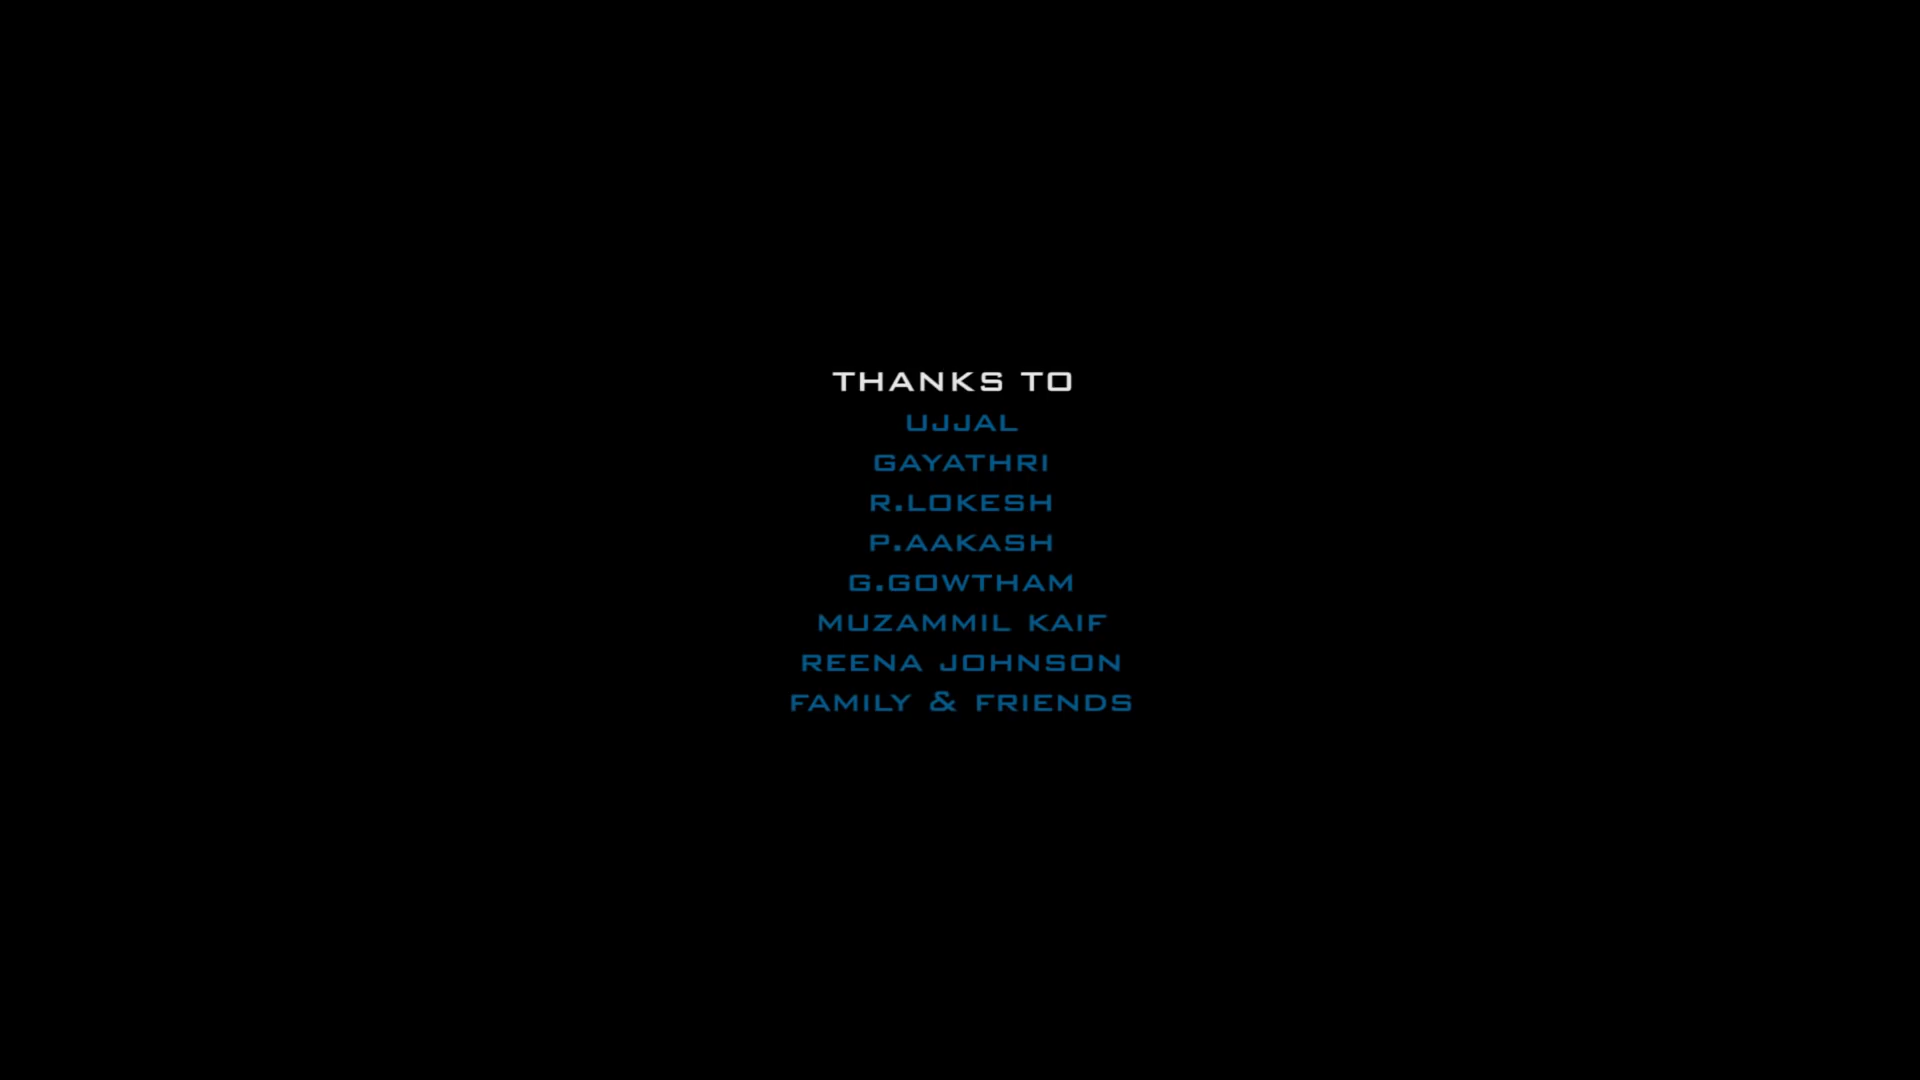 THANKS TO
UJJAL
GAYATHRI
R.LOKESH
P.AAKASH
G.GOWTHAM
MUZAMMIL KAIF
REENA JOHNSON
FAMILY & FRIENDS